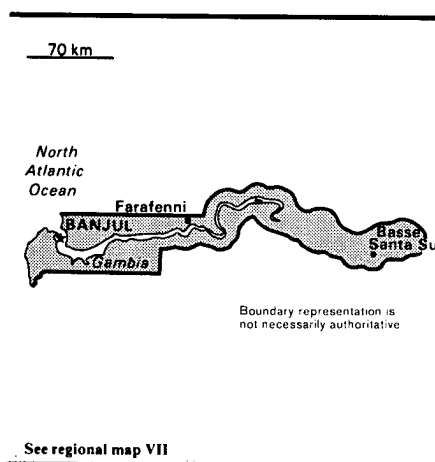 70 km
North
Atlantic
Ocean
Farafenni
BANJUL
Gambia
Basse
Santa Su
Boundary representation is
not necessarily authoritative
See regional map VII